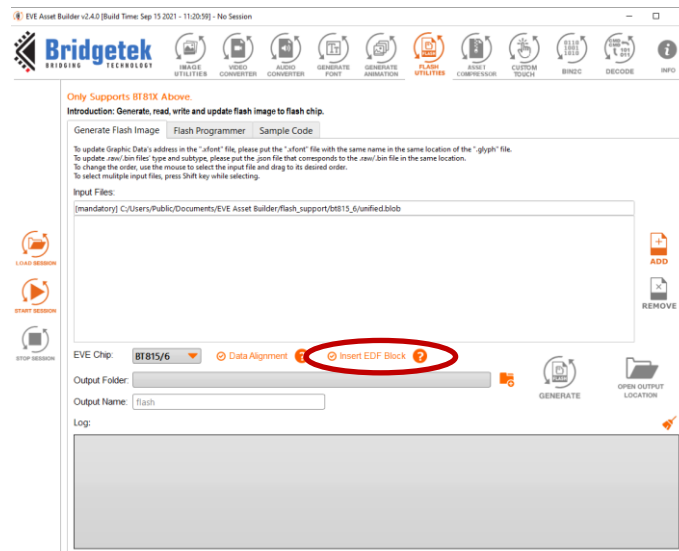 EVE Asset Builder v2.4.0 [Build Time: Sep 15 2021 - 11:20:59] - No Session
Bridgetek
BRIDGING TECHNOLOGY
IMAGE UTILITIES
VIDEO CONVERTER
AUDIO CONVERTER
GENERATE FONT
GENERATE ANIMATION
FLASH UTILITIES
ASSET COMPRESSOR
CUSTOM TOUCH
BIN2C
DECODE
INFO
Only Supports BT81X Above.
Introduction: Generate, read, write and update flash image to flash chip.
Generate Flash Image Flash Programmer Sample Code
To update Graphic Data's address in the ".xfont" file, please put the ".xfont" file with the same name in the same location of the ".glyph" file.
To update .raw/.bin files' type and subtype, please put the .json file that corresponds to the .raw/.bin file in the same location.
To change the order, use the mouse to select the input file and drag to its desired order.
To select mulitple input files, press Shift key while selecting.
Input Files:
[mandatory] C:/Users/Public/Documents/EVE Asset Builder/flash_support/bt815_6/unified.blob
LOAD SESSION
START SESSION
STOP SESSION
ADD
REMOVE
EVE Chip: BT815/6 Data Alignment ? Insert EDF Block ?
Output Folder:
Output Name: flash
GENERATE
OPEN OUTPUT LOCATION
Log: